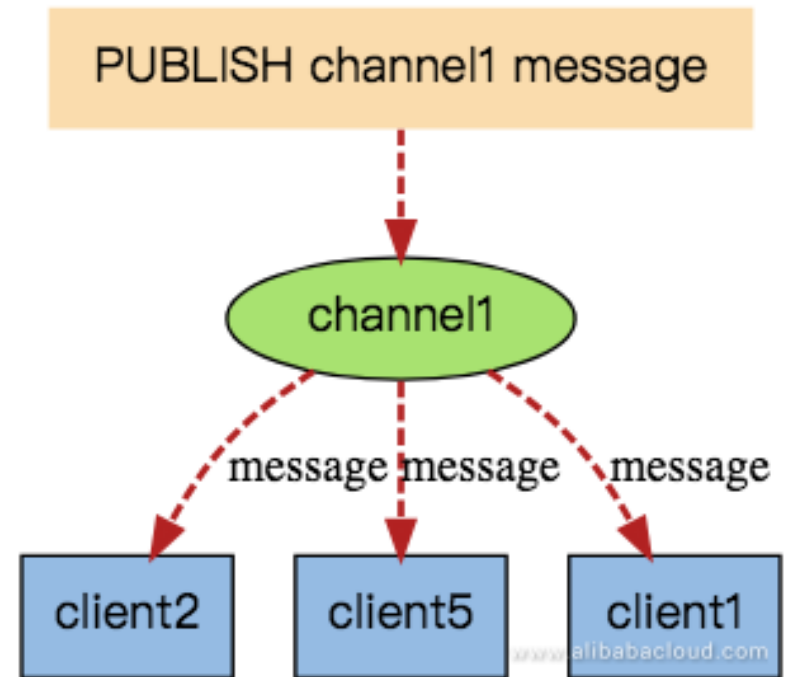 PUBLISH channel1 message
channel1
message message message
client2 client5 client1
www.alibabacloud.com